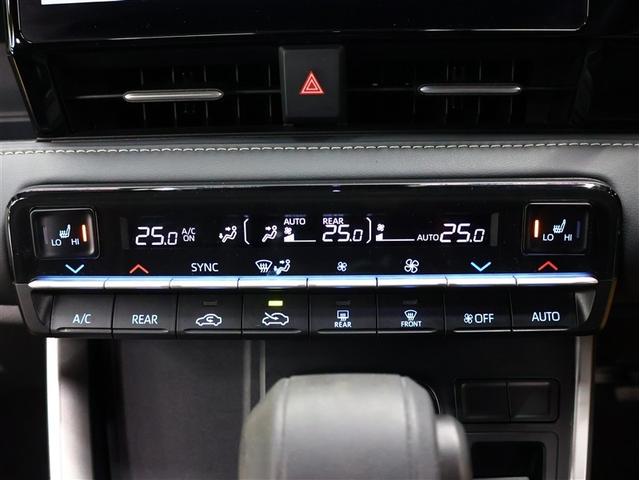 AUTO REAR
LO HI 25.0 A/C ON 25.0 AUTO 25.0 LO HI
SYNC
A/C REAR REAR FRONT OFF AUTO